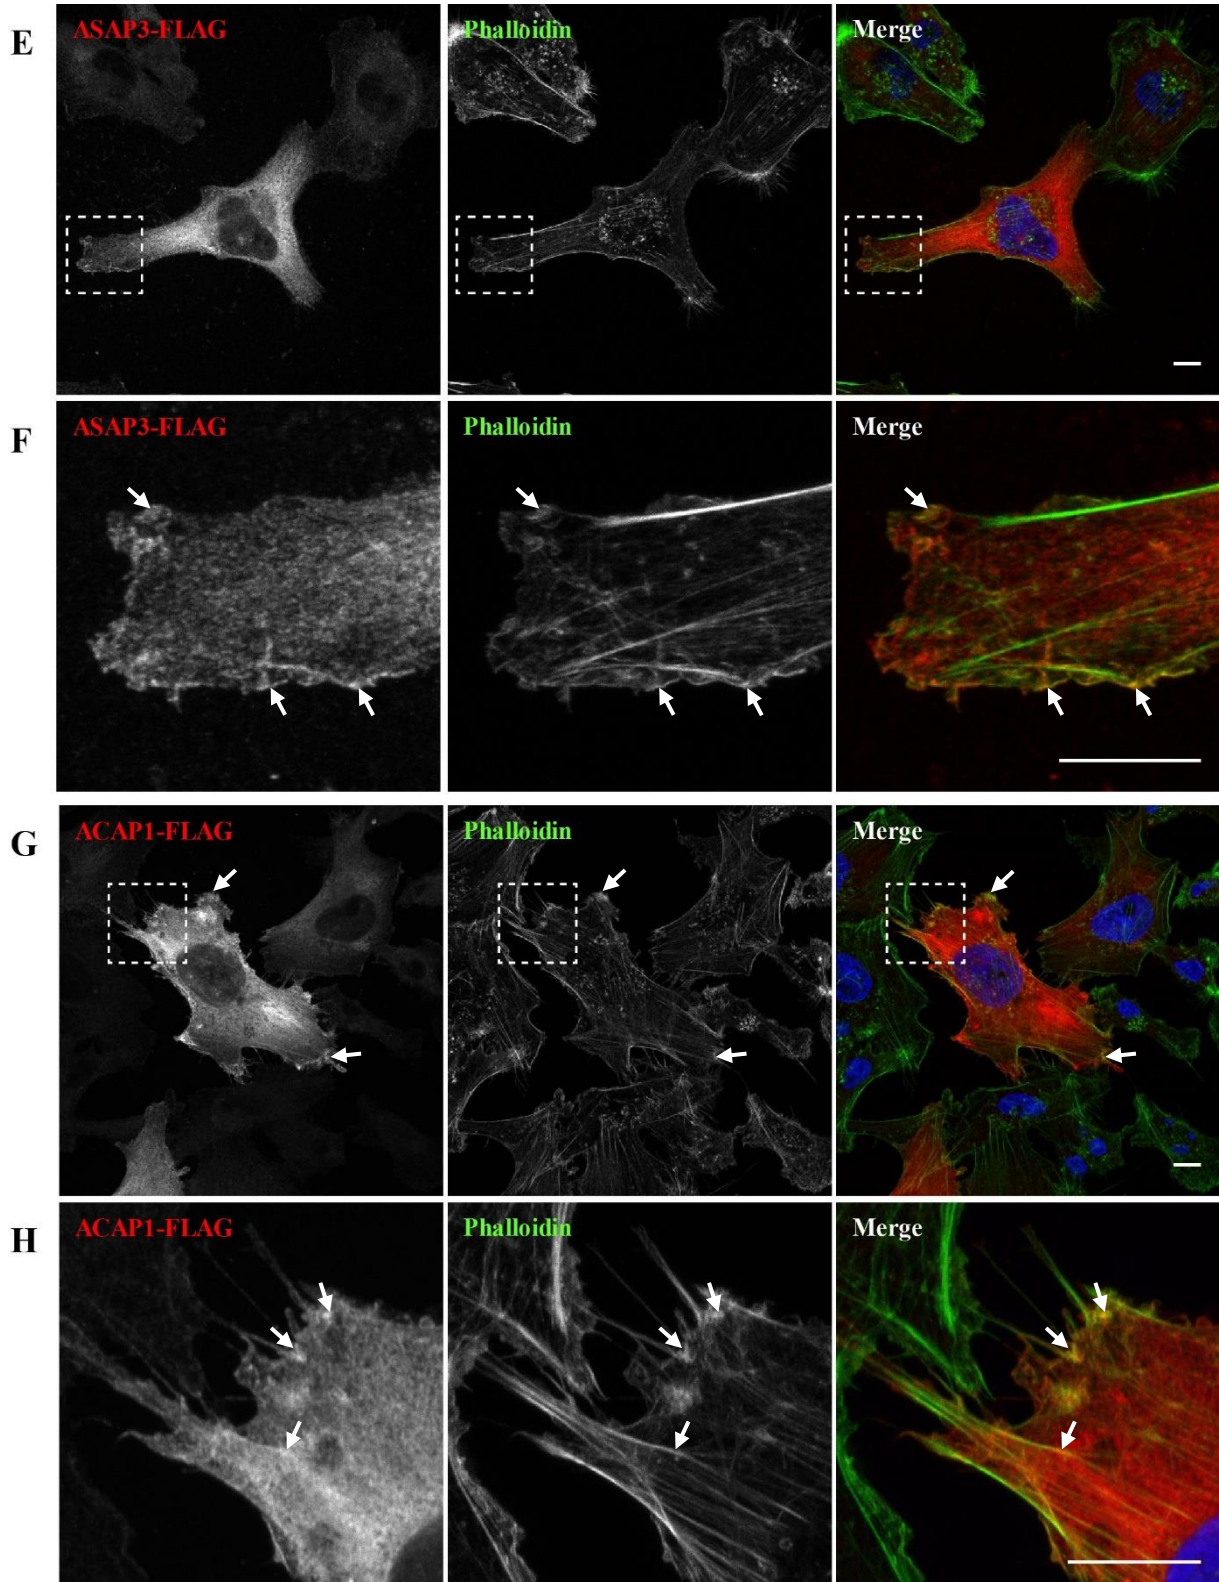 E ASAP3-FLAG Phalloidin Merge
F ASAP3-FLAG Phalloidin Merge
G ACAP1-FLAG Phalloidin Merge
H ACAP1-FLAG Phalloidin Merge